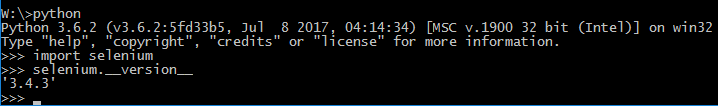 W:\>python
Python 3.6.2 (v3.6.2:5fd33b5, Jul  8 2017, 04:14:34) [MSC v.1900 32 bit (Intel)] on win32
Type "help", "copyright", "credits" or "license" for more information.
>>> import selenium
>>> selenium.__version__
'3.4.3'
>>> _